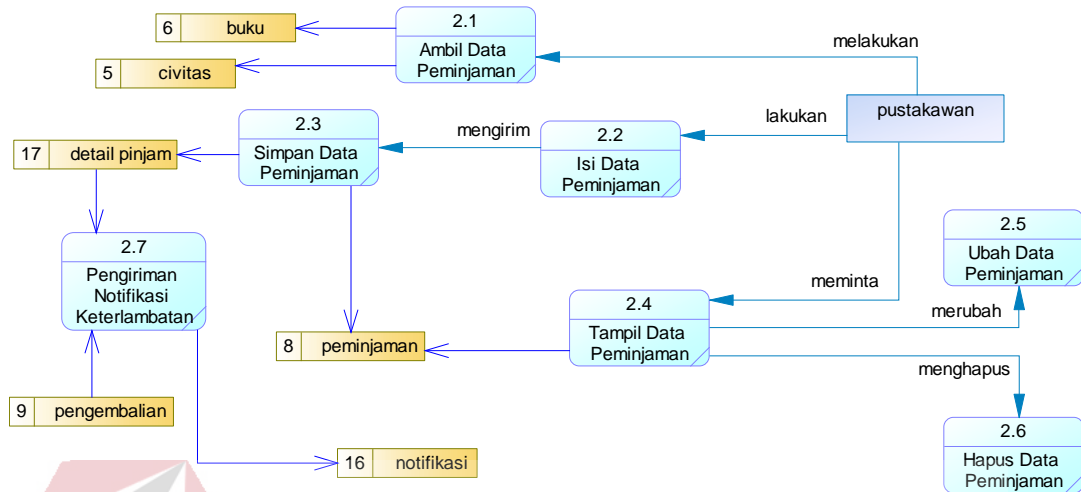 6 buku
2.1
Ambil Data
Peminjaman
melakukan
5 civitas
pustakawan
2.3
Simpan Data
Peminjaman
mengirim
2.2
Isi Data
Peminjaman
lakukan
17 detail pinjam
2.7
Pengiriman
Notifikasi
Keterlambatan
2.5
Ubah Data
Peminjaman
meminta
2.4
Tampil Data
Peminjaman
merubah
8 peminjaman
menghapus
9 pengembalian
2.6
Hapus Data
Peminjaman
16 notifikasi